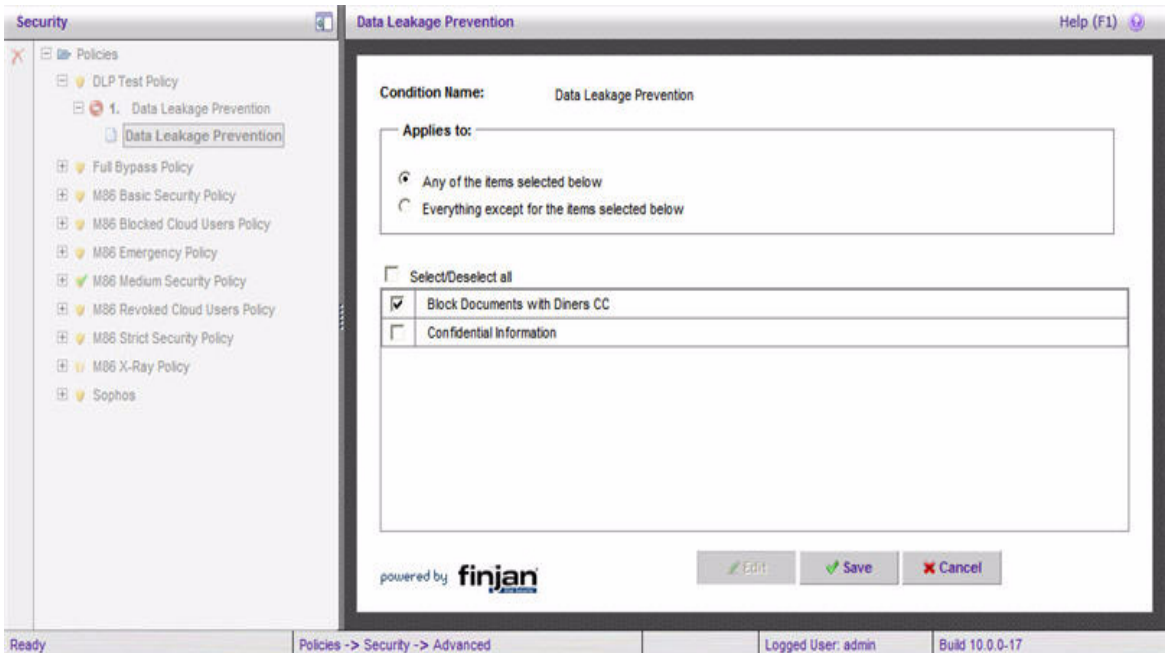 Security
Data Leakage Prevention
Help (F1)
Policies
DLP Test Policy
1. Data Leakage Prevention
Data Leakage Prevention
Full Bypass Policy
M86 Basic Security Policy
M86 Blocked Cloud Users Policy
M86 Emergency Policy
M86 Medium Security Policy
M86 Revoked Cloud Users Policy
M86 Strict Security Policy
M86 X-Ray Policy
Sophos
Condition Name: Data Leakage Prevention
Applies to:
Any of the items selected below
Everything except for the items selected below
Select/Deselect all
Block Documents with Diners CC
Confidential Information
powered by finjan
Edit
Save
Cancel
Ready
Policies -> Security -> Advanced
Logged User: admin
Build 10.0.0-17